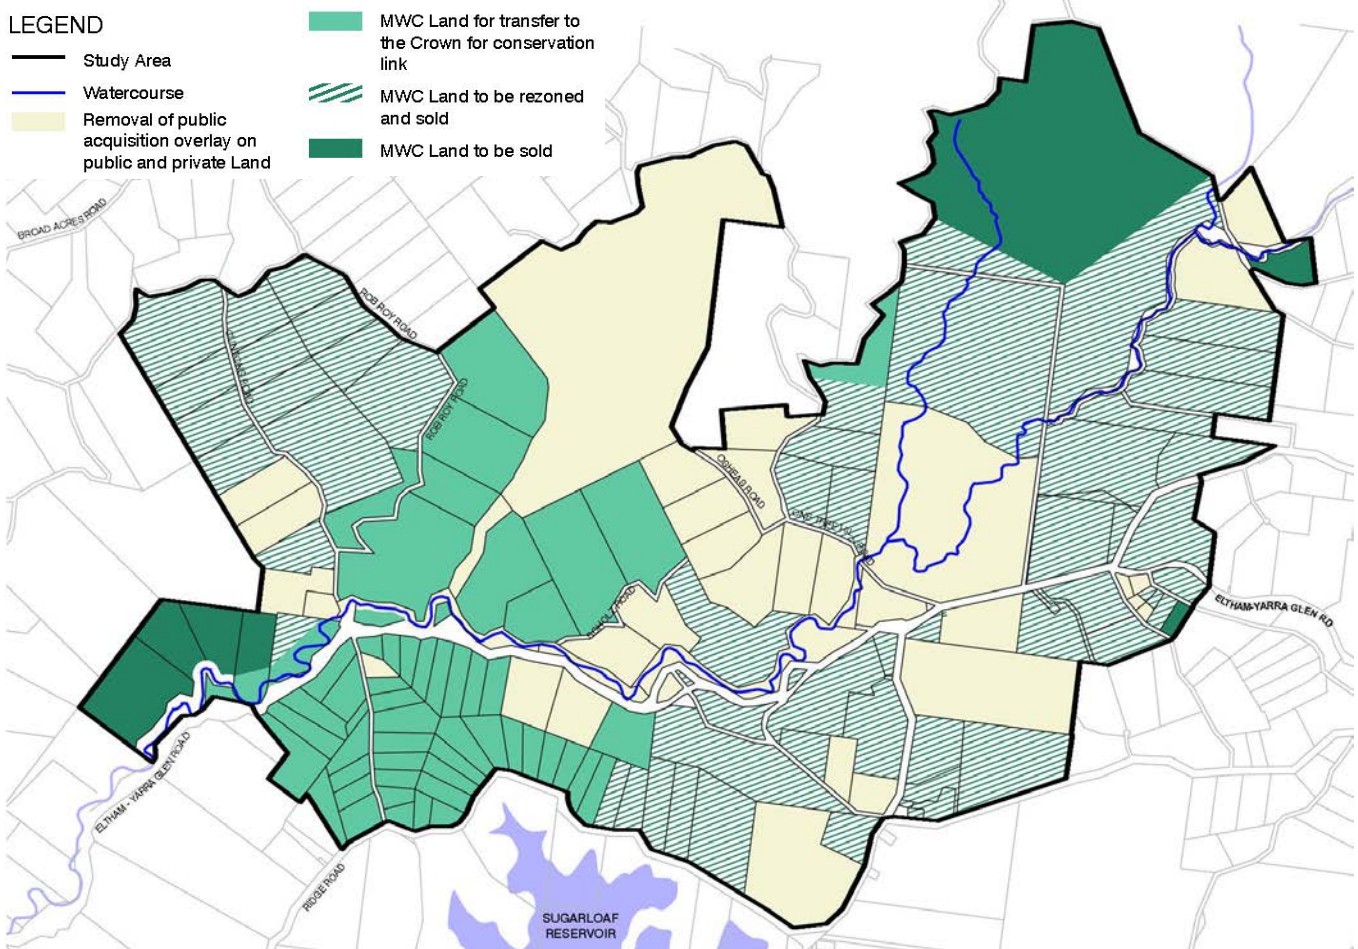 LEGEND
Study Area
Watercourse
Removal of public
acquisition overlay on
public and private Land
MWC Land for transfer to
the Crown for conservation
link
MWC Land to be rezoned
and sold
MWC Land to be sold
BROAD ACRES ROAD
ROB ROY ROAD
ROB ROY ROAD
ROAD
ROAD
ROAD
ELTHAM-YARRA GLEN RD
ELTHAM - YARRA GLEN ROAD
RIDGE ROAD
SUGARLOAF
RESERVOIR